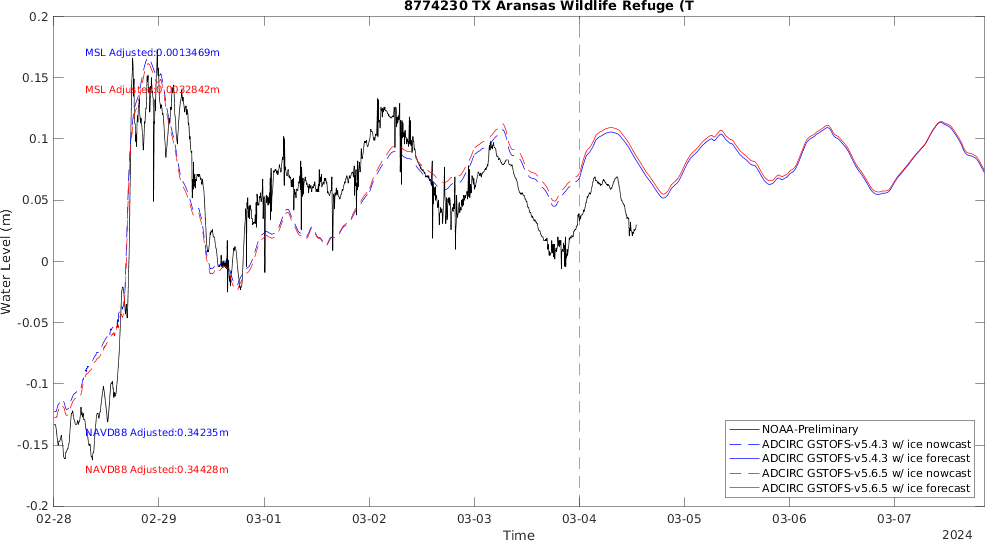 8774230 TX Aransas Wildlife Refuge (T
0.2
MSL Adjusted:0.0013469m
0.15
MSL Adjusted:0.0032842m
0.1
0.05
0
-0.05
-0.1
-0.15
-0.2
Water Level (m)
NAVD88 Adjusted:0.34235m
NAVD88 Adjusted:0.34428m
NOAA-Preliminary
ADCIRC GSTOFS-v5.4.3 w/ ice nowcast
ADCIRC GSTOFS-v5.4.3 w/ ice forecast
ADCIRC GSTOFS-v5.6.5 w/ ice nowcast
ADCIRC GSTOFS-v5.6.5 w/ ice forecast
02-28 02-29 03-01 03-02 03-03 03-04 03-05 03-06 03-07
Time
2024